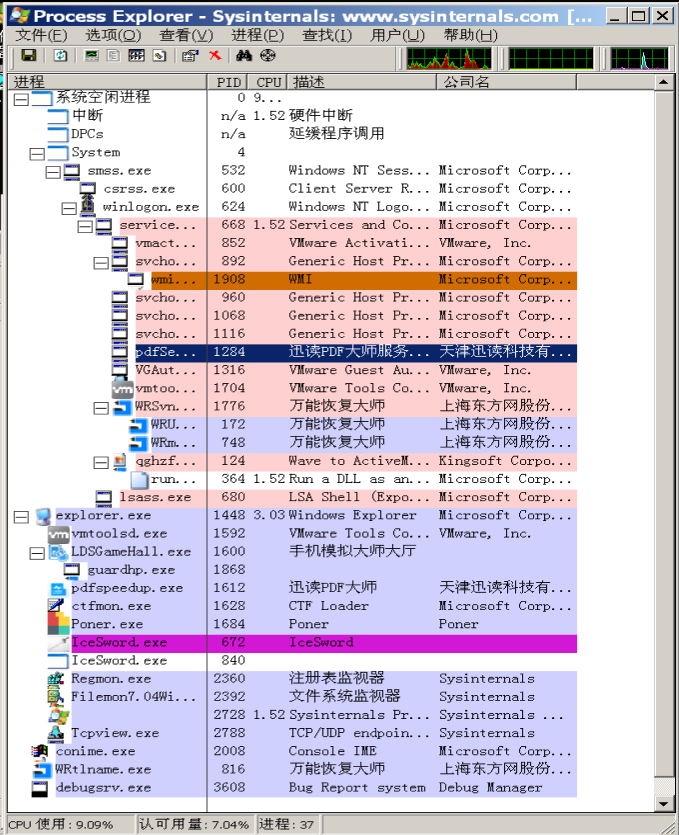 Process Explorer - Sysinternals: www.sysinternals.com [...
文件(F) 选项(O) 查看(V) 进程(P) 查找(I) 用户(U) 帮助(H)
进程 PID CPU 描述 公司名
系统空闲进程 0 9...
中断 n/a 1.52 硬件中断
DPCs n/a 延缓程序调用
System 4
smss.exe 532 Windows NT Sess... Microsoft Corp...
csrss.exe 600 Client Server R... Microsoft Corp...
winlogon.exe 624 Windows NT Logo... Microsoft Corp...
service... 668 1.52 Services and Co... Microsoft Corp...
vmact... 852 VMware Activati... VMware, Inc.
svcho... 892 Generic Host Pr... Microsoft Corp...
wmi... 1908 WMI Microsoft Corp...
svcho... 960 Generic Host Pr... Microsoft Corp...
svcho... 1068 Generic Host Pr... Microsoft Corp...
svcho... 1116 Generic Host Pr... Microsoft Corp...
pdfSe... 1284 迅读PDF大师服务... 天津迅读科技有...
VGAut... 1316 VMware Guest Au... VMware, Inc.
vmtoo... 1704 VMware Tools Co... VMware, Inc.
WRSvn... 1776 万能恢复大师 上海东方网股份...
WRU... 172 万能恢复大师 上海东方网股份...
WRm... 748 万能恢复大师 上海东方网股份...
qghzf... 124 Wave to ActiveM... Kingsoft Corpo...
run... 364 1.52 Run a DLL as an... Microsoft Corp...
lsass.exe 680 LSA Shell (Expo... Microsoft Corp...
explorer.exe 1448 3.03 Windows Explorer Microsoft Corp...
vmtoolsd.exe 1592 VMware Tools Co... VMware, Inc.
LDSGameHall.exe 1600 手机模拟大师大厅
guardhp.exe 1868
pdfspeedup.exe 1612 迅读PDF大师 天津迅读科技有...
ctfmon.exe 1628 CTF Loader Microsoft Corp...
Poner.exe 1684 Poner Poner
IceSword.exe 672 IceSword
IceSword.exe 840
Regmon.exe 2360 注册表监视器 Sysinternals
Filemon7.04Wi... 2392 文件系统监视器 Sysinternals
2728 1.52 Sysinternals Pr... Sysinternals ...
Tcpview.exe 2788 TCP/UDP endpoin... Sysinternals
conime.exe 2008 Console IME Microsoft Corp...
WRtlname.exe 816 万能恢复大师 上海东方网股份...
debugsrv.exe 3608 Bug Report system Debug Manager
CPU 使用: 9.09% 认可用量: 7.04% 进程: 37